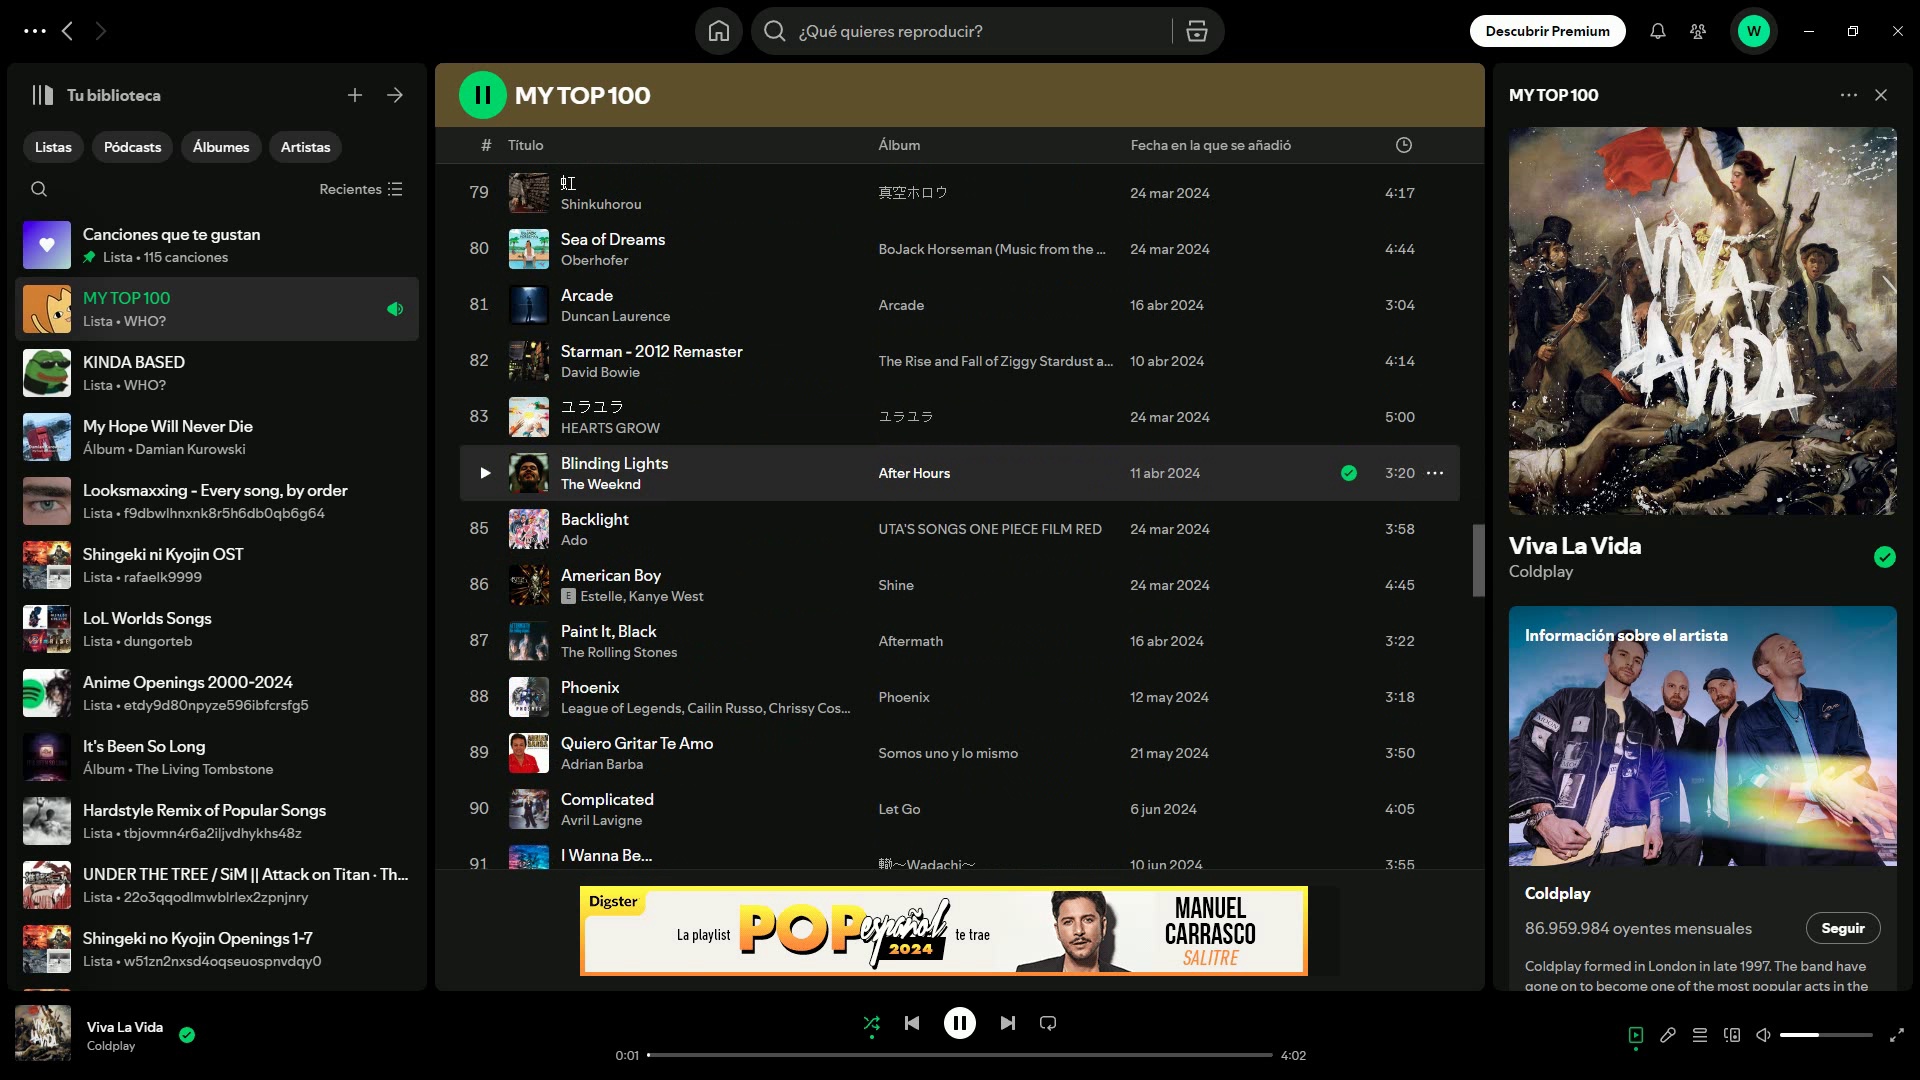 ¿Qué quieres reproducir?
Descubrir Premium
W
Tu biblioteca
Listas
Pódcasts
Álbumes
Artistas
Recientes
Canciones que te gustan
Lista • 115 canciones
MY TOP 100
Lista • WHO?
KINDA BASED
Lista • WHO?
My Hope Will Never Die
Álbum • Damian Kurowski
Looksmaxxing - Every song, by order
Lista • f9dbwlhnxnk8r5h6db0qb6g64
Shingeki ni Kyojin OST
Lista • rafaelk9999
LoL Worlds Songs
Lista • dungorteb
Anime Openings 2000-2024
Lista • etdy9d80npyze596ibfcrsfg5
It's Been So Long
Álbum • The Living Tombstone
Hardstyle Remix of Popular Songs
Lista • tbjovmn4r6a2iljvdhykhs48z
UNDER THE TREE / SiM || Attack on Titan · Th...
Lista • 22o3qqodlmwblrlex2zpnjnry
Shingeki no Kyojin Openings 1-7
Lista • w51zn2nxsd4oqseuospnvdqy0
MY TOP 100
# Título Álbum Fecha en la que se añadió
79 虹 真空ホロウ 24 mar 2024 4:17
Shinkuhorou
80 Sea of Dreams BoJack Horseman (Music from the ... 24 mar 2024 4:44
Oberhofer
81 Arcade Arcade 16 abr 2024 3:04
Duncan Laurence
82 Starman - 2012 Remaster The Rise and Fall of Ziggy Stardust a... 10 abr 2024 4:14
David Bowie
83 ユラユラ ユラユラ 24 mar 2024 5:00
HEARTS GROW
Blinding Lights After Hours 11 abr 2024 3:20
The Weeknd
85 Backlight UTA'S SONGS ONE PIECE FILM RED 24 mar 2024 3:58
Ado
86 American Boy Shine 24 mar 2024 4:45
E Estelle, Kanye West
87 Paint It, Black Aftermath 16 abr 2024 3:22
The Rolling Stones
88 Phoenix Phoenix 12 may 2024 3:18
League of Legends, Cailin Russo, Chrissy Cos...
89 Quiero Gritar Te Amo Somos uno y lo mismo 21 may 2024 3:50
Adrian Barba
90 Complicated Let Go 6 jun 2024 4:05
Avril Lavigne
91 I Wanna Be... 轍～Wadachi～ 10 jun 2024 3:55
Digster
La playlist POP español 2024 te trae
MANUEL
CARRASCO
SALITRE
MY TOP 100
VIVA
LA VIDA
Viva La Vida
Coldplay
Información sobre el artista
Coldplay
86.959.984 oyentes mensuales
Seguir
Coldplay formed in London in late 1997. The band have
gone on to become one of the most popular acts in the
Viva La Vida
Coldplay
0:01
4:02